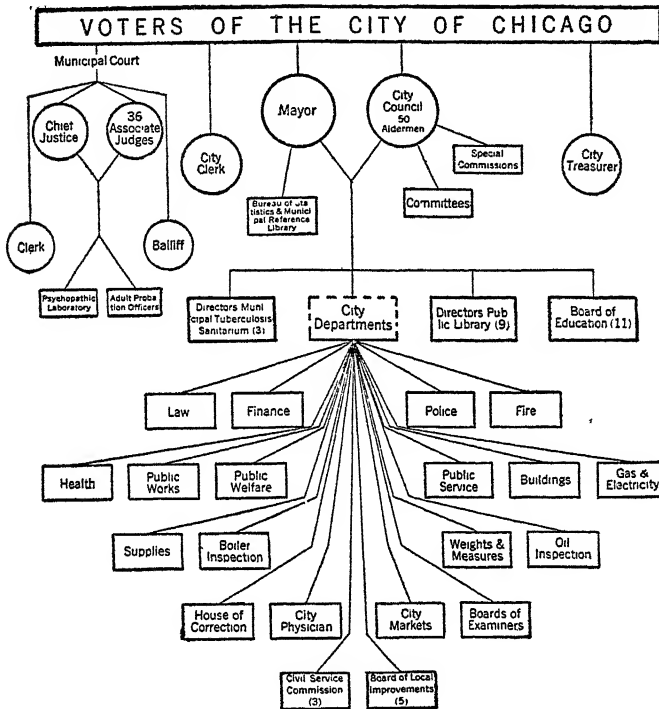 VOTERS OF THE CITY OF CHICAGO
Municipal Court
Chief
Justice
36
Associate
Judges
City
Clerk
Mayor
City
Council
50
Aldermen
City
Treasurer
Special
Commissions
Committees
Bureau of Sta
tistics & Munici
pal Reference
Library
Clerk
Bailiff
Psychopathic
Laboratory
Adult Proba
tion Officers
Directors Muni
cipal Tuberculosis
Sanitarium (3)
City
Departments
Directors Pub
lic Library (9)
Board of
Education (11)
Law
Finance
Police
Fire
Health
Public
Works
Public
Welfare
Public
Service
Buildings
Gas &
Electricity
Supplies
Boiler
Inspection
Weights &
Measures
Oil
Inspection
House of
Correction
City
Physician
City
Markets
Boards of
Examiners
Civil Service
Commission
(3)
Board of Local
Improvements
(5)